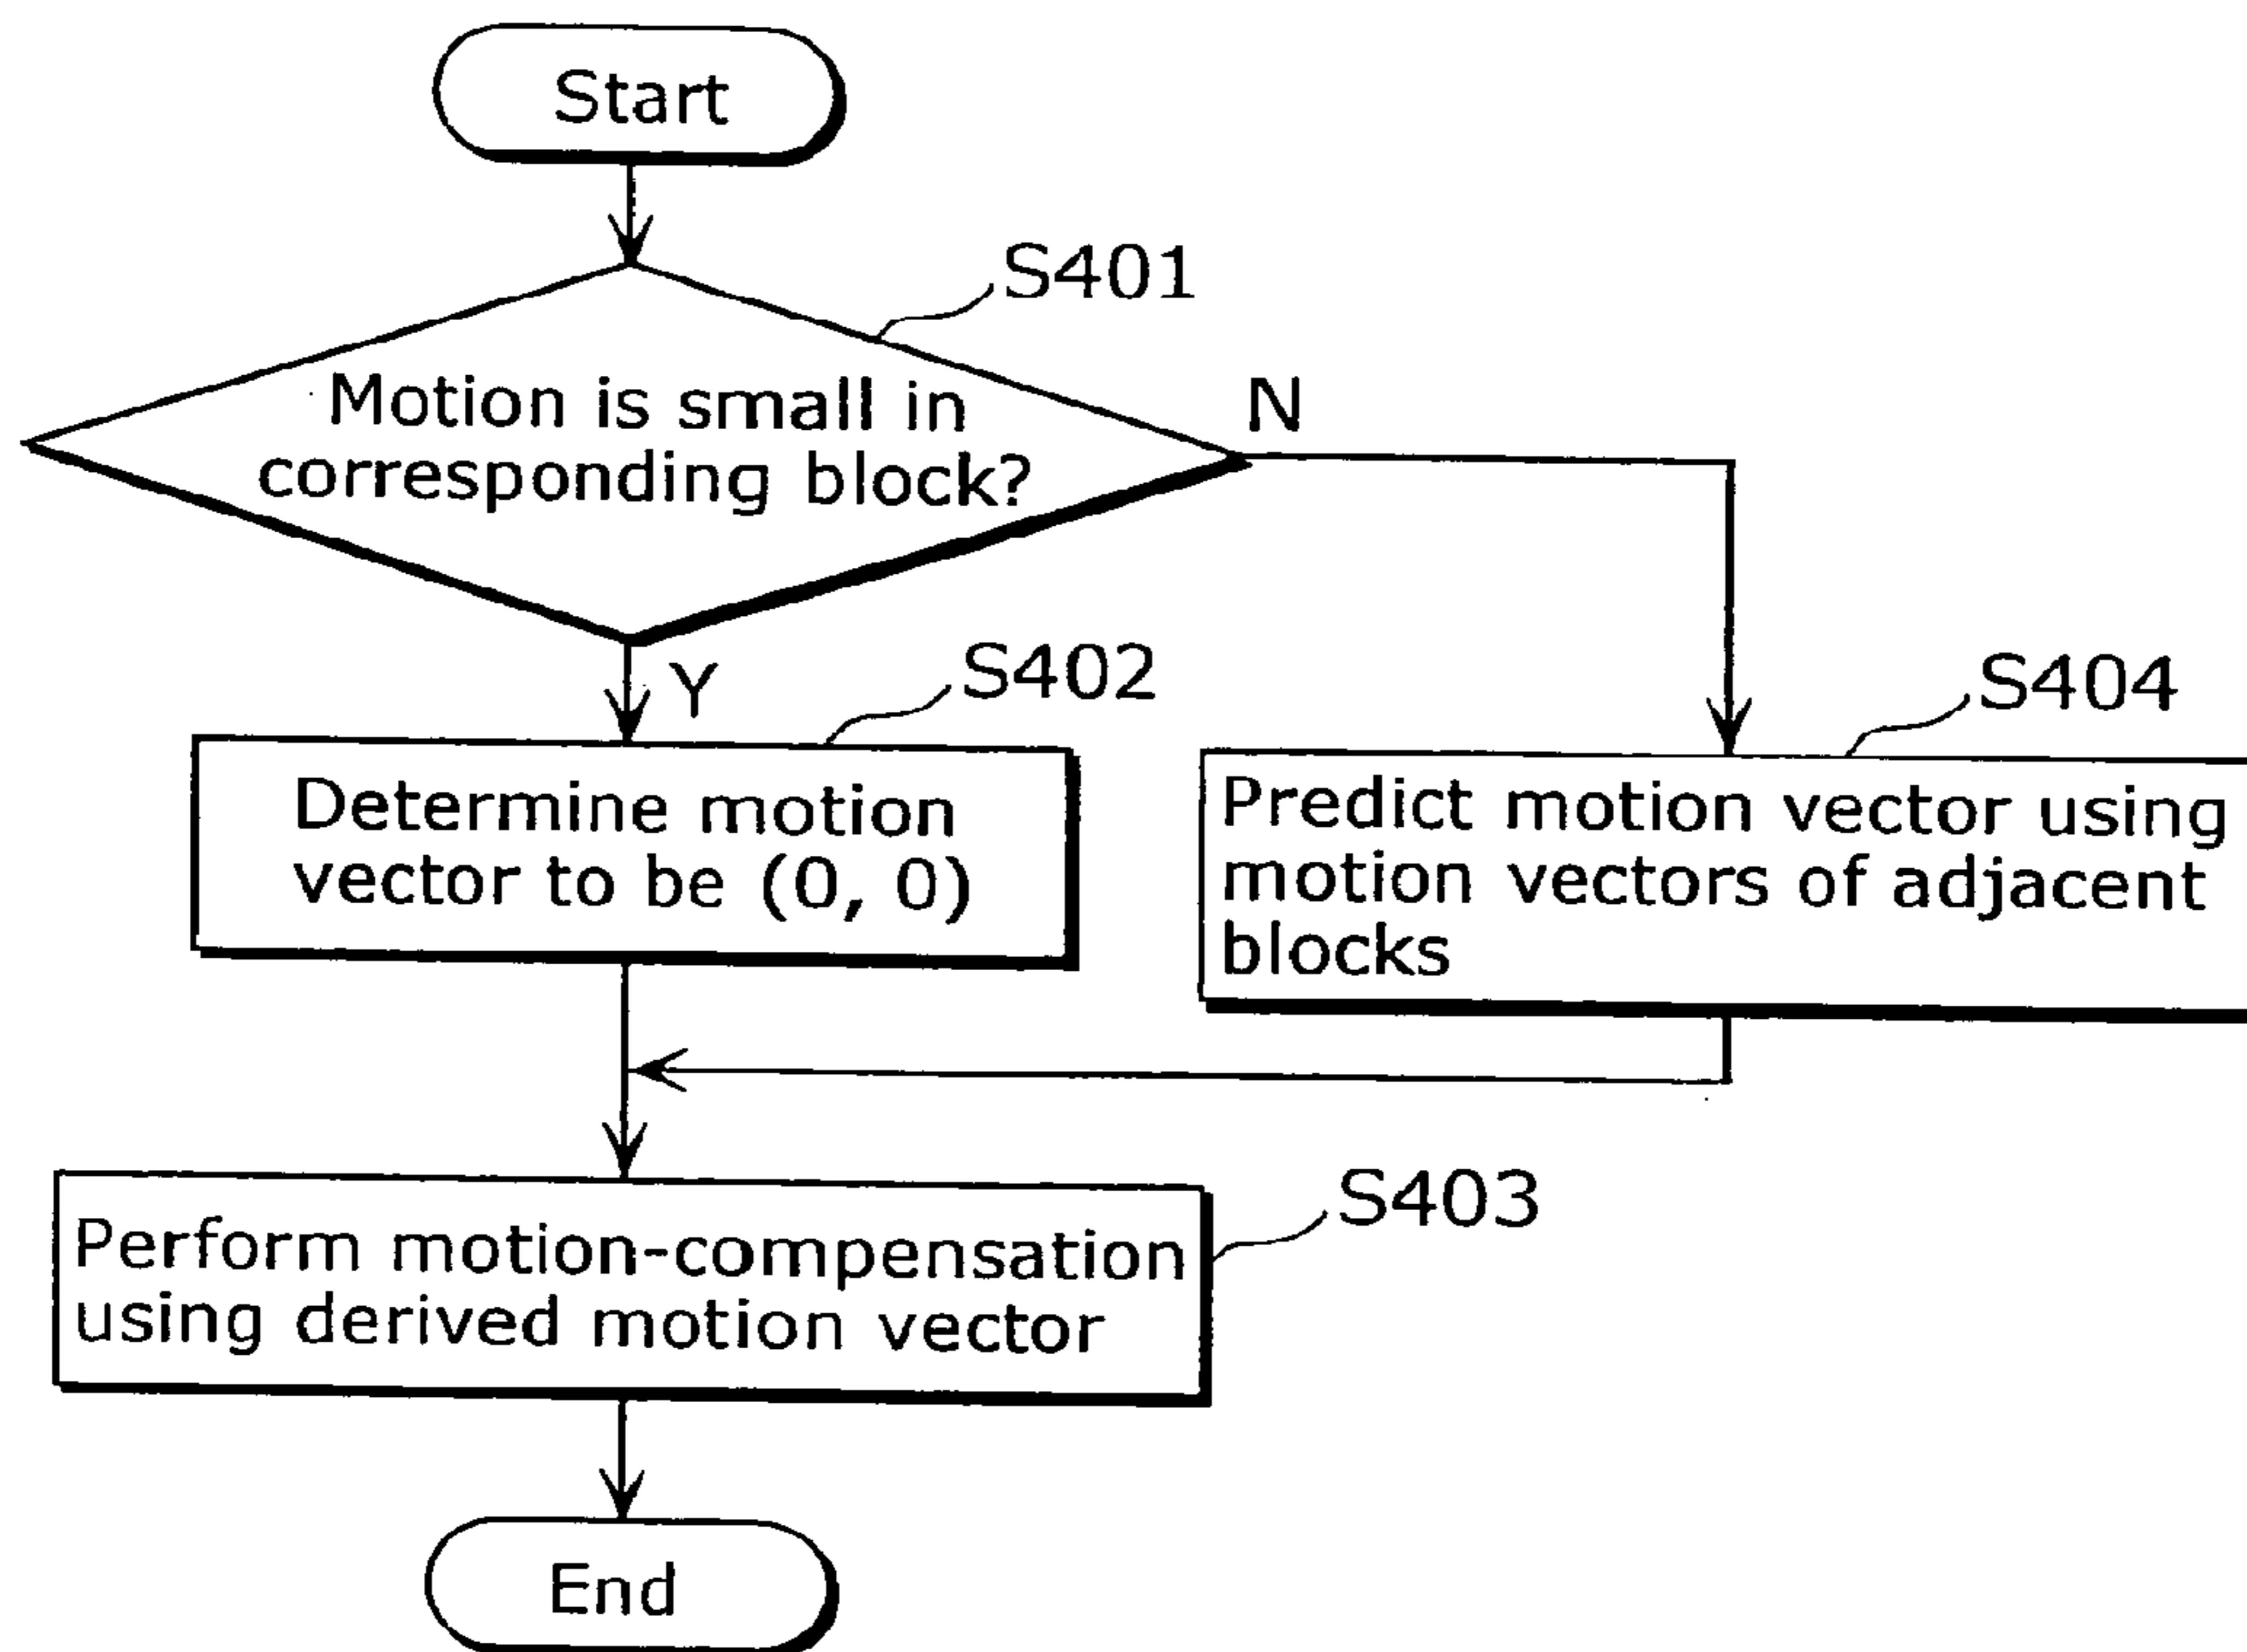 Start
S401
Motion is small in
corresponding block?
N
Y
S402
S404
Determine motion
vector to be (0, 0)
Predict motion vector using
motion vectors of adjacent
blocks
S403
Perform motion-compensation
using derived motion vector
End